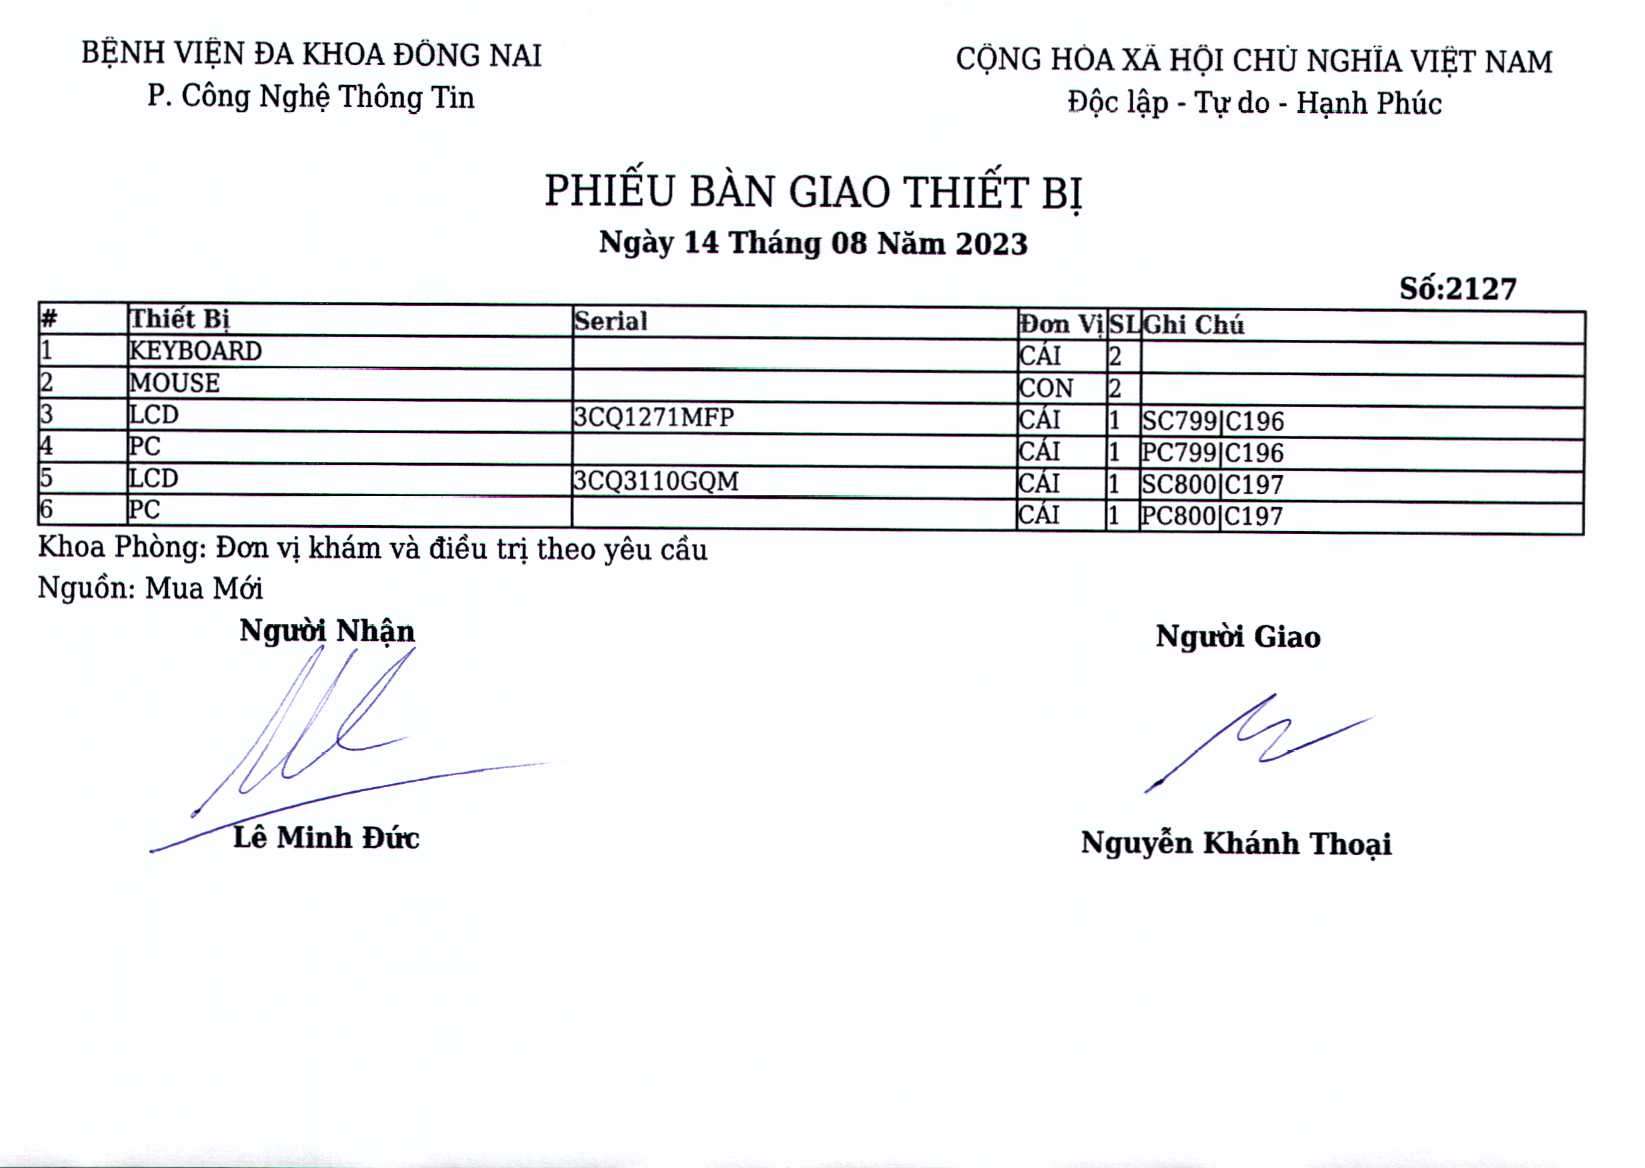 BỆNH VIỆN ĐA KHOA ĐỒNG NAI
P. Công Nghệ Thông Tin
CỘNG HÒA XÃ HỘI CHỦ NGHĨA VIỆT NAM
Độc lập - Tự do - Hạnh Phúc
PHIẾU BÀN GIAO THIẾT BỊ
Ngày 14 Tháng 08 Năm 2023
Số:2127
# Thiết Bị Serial Đơn Vị SL Ghi Chú
1 KEYBOARD CÁI 2
2 MOUSE CON 2
3 LCD 3CQ1271MFP CÁI 1 SC799|C196
4 PC CÁI 1 PC799|C196
5 LCD 3CQ3110GQM CÁI 1 SC800|C197
6 PC CÁI 1 PC800|C197
Khoa Phòng: Đơn vị khám và điều trị theo yêu cầu
Nguồn: Mua Mới
Người Nhận Người Giao
Lê Minh Đức Nguyễn Khánh Thoại